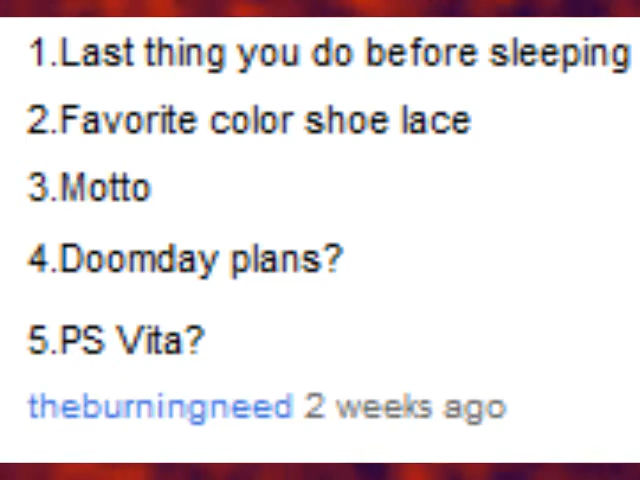 1.Last thing you do before sleeping
2.Favorite color shoe lace
3.Motto
4.Doomday plans?
5.PS Vita?
theburningneed 2 weeks ago